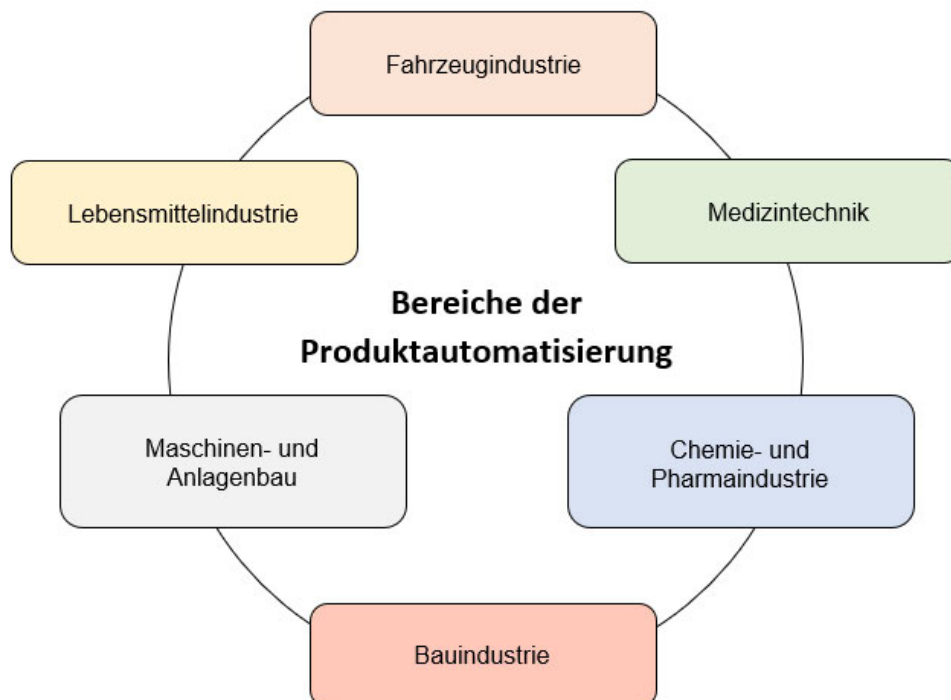 Fahrzeugindustrie
Lebensmittelindustrie
Medizintechnik
Bereiche der
Produktautomatisierung
Maschinen- und
Anlagenbau
Chemie- und
Pharmaindustrie
Bauindustrie